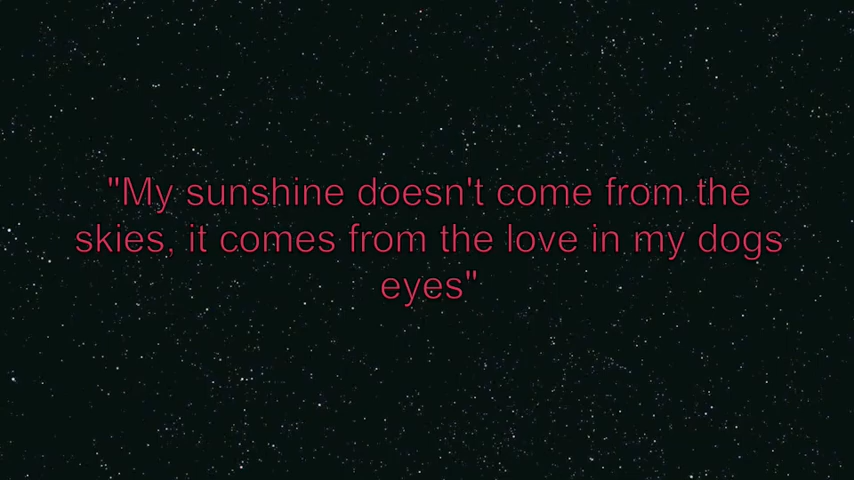 "My sunshine doesn't come from the
skies, it comes from the love in my dogs
eyes"